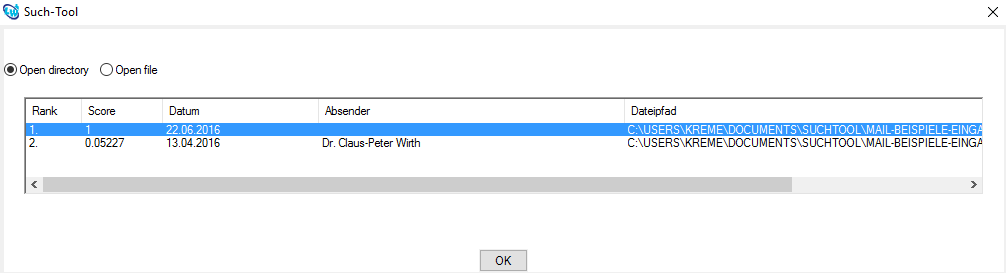 Such-Tool
Open directory Open file
Rank Score Datum Absender Dateipfad
1. 1 22.06.2016 C:\USERS\KREME\DOCUMENTS\SUCHTOOL\MAIL-BEISPIELE-EINGA
2. 0.05227 13.04.2016 Dr. Claus-Peter Wirth C:\USERS\KREME\DOCUMENTS\SUCHTOOL\MAIL-BEISPIELE-EINGA
OK